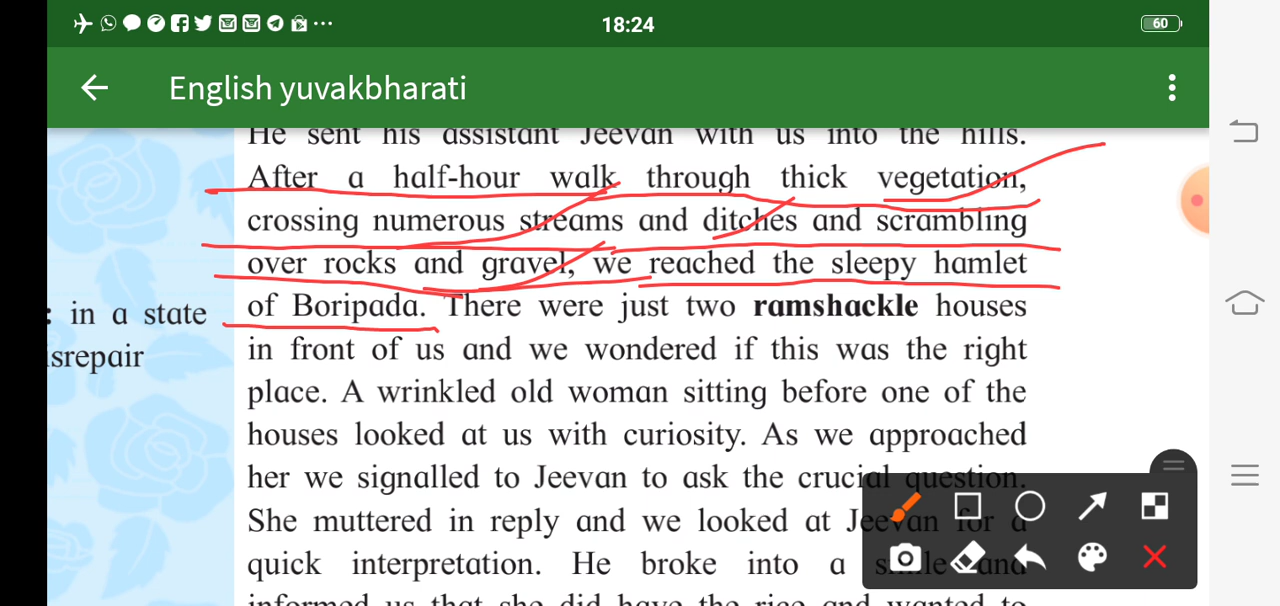 18:24
60
English yuvakbharati
He sent his assistant Jeevan with us into the hills.
After a half-hour walk through thick vegetation,
crossing numerous streams and ditches and scrambling
over rocks and gravel, we reached the sleepy hamlet
of Boripada. There were just two ramshackle houses
: in a state
isrepair
in front of us and we wondered if this was the right
place. A wrinkled old woman sitting before one of the
houses looked at us with curiosity. As we approached
her we signalled to Jeevan to ask the crucial question.
She muttered in reply and we looked at Jeevan for a
quick interpretation. He broke into a smile and
informed us that she did have the rice and wanted to